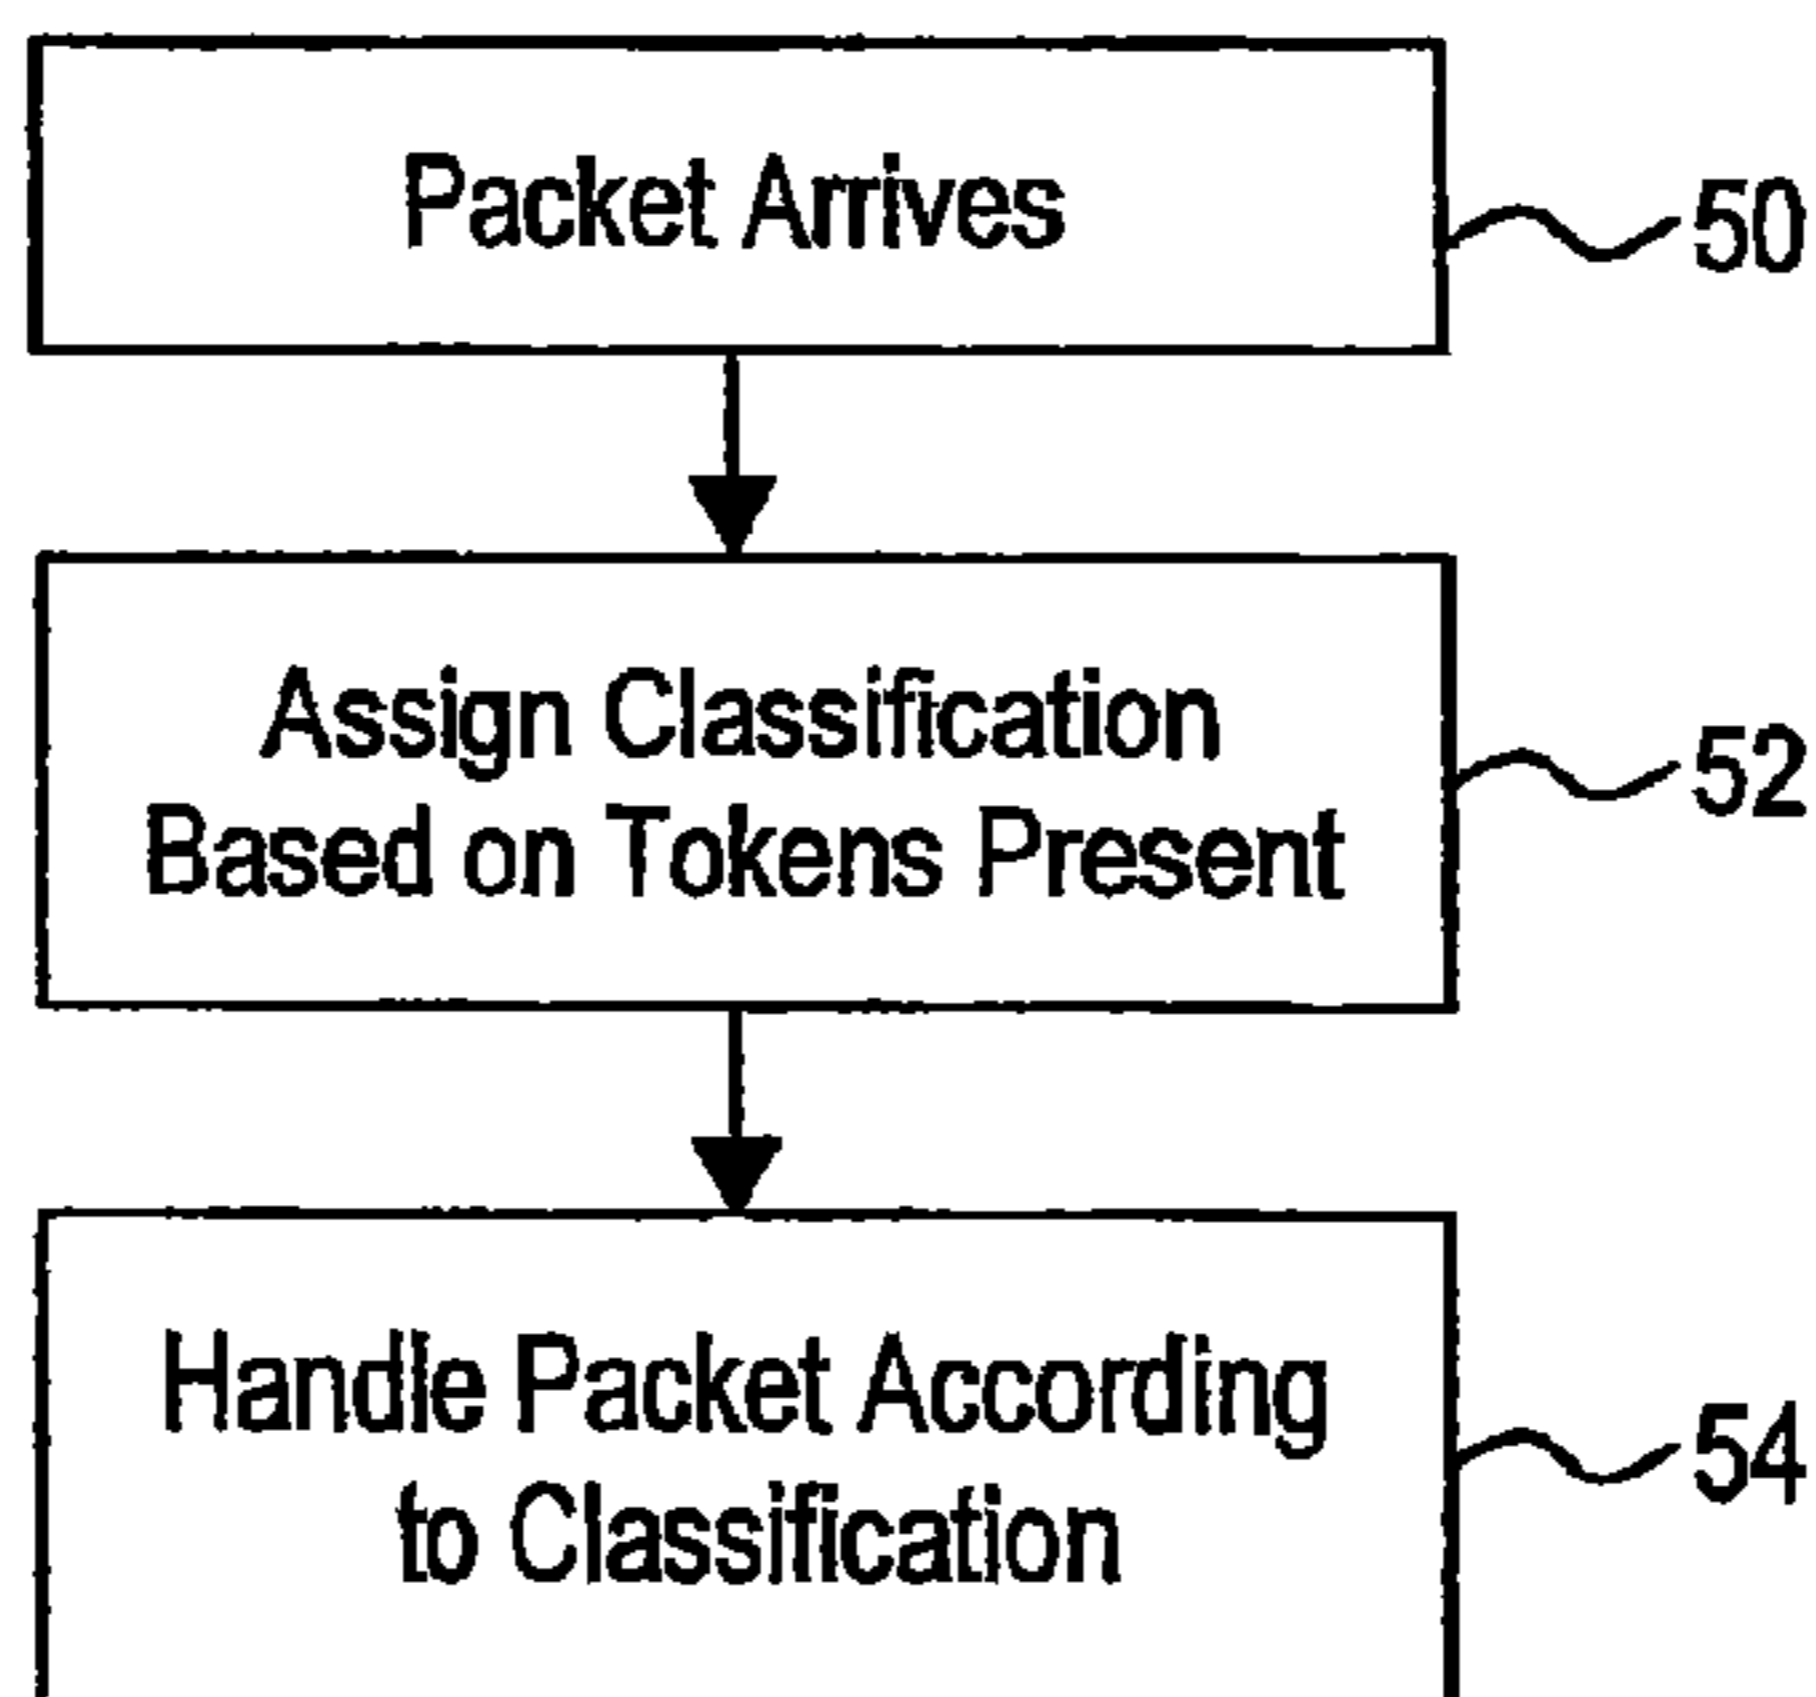 Packet Arrives
50
Assign Classification
Based on Tokens Present
52
Handle Packet According
to Classification
54